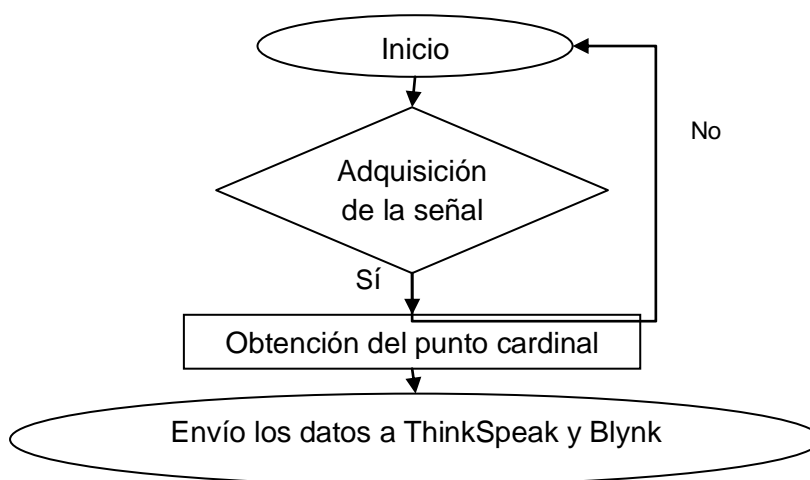 Inicio
No
Adquisición
de la señal
Sí
Obtención del punto cardinal
Envío los datos a ThinkSpeak y Blynk